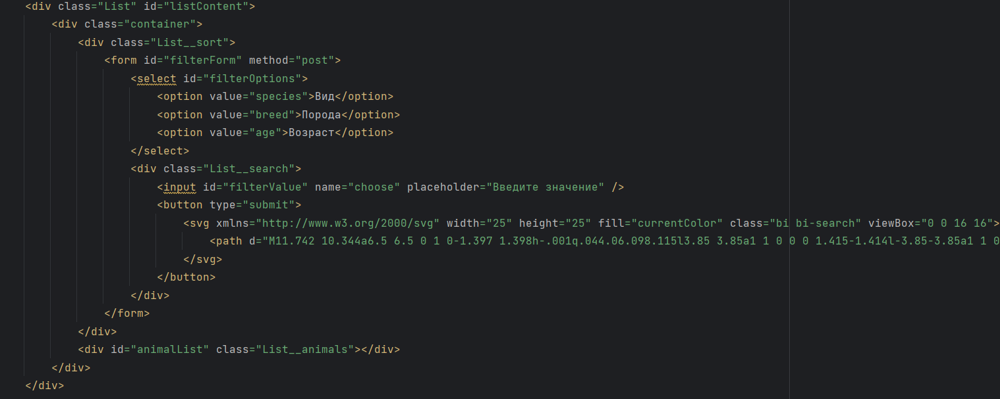 <div class="List" id="listContent">
<div class="container">
<div class="List__sort">
<form id="filterForm" method="post">
<select id="filterOptions">
<option value="species">Вид</option>
<option value="breed">Порода</option>
<option value="age">Возраст</option>
</select>
<div class="List__search">
<input id="filterValue" name="choose" placeholder="Введите значение" />
<button type="submit">
<svg xmlns="http://www.w3.org/2000/svg" width="25" height="25" fill="currentColor" class="bi bi-search" viewBox="0 0 16 16">
<path d="M11.742 10.344a6.5 6.5 0 1 0-1.397 1.398h-.001q.044.06.098.115l3.85 3.85a1 1 0 0 0 1.415-1.414l-3.85-3.85a1 1 0
</svg>
</button>
</div>
</form>
</div>
<div id="animalList" class="List__animals"></div>
</div>
</div>